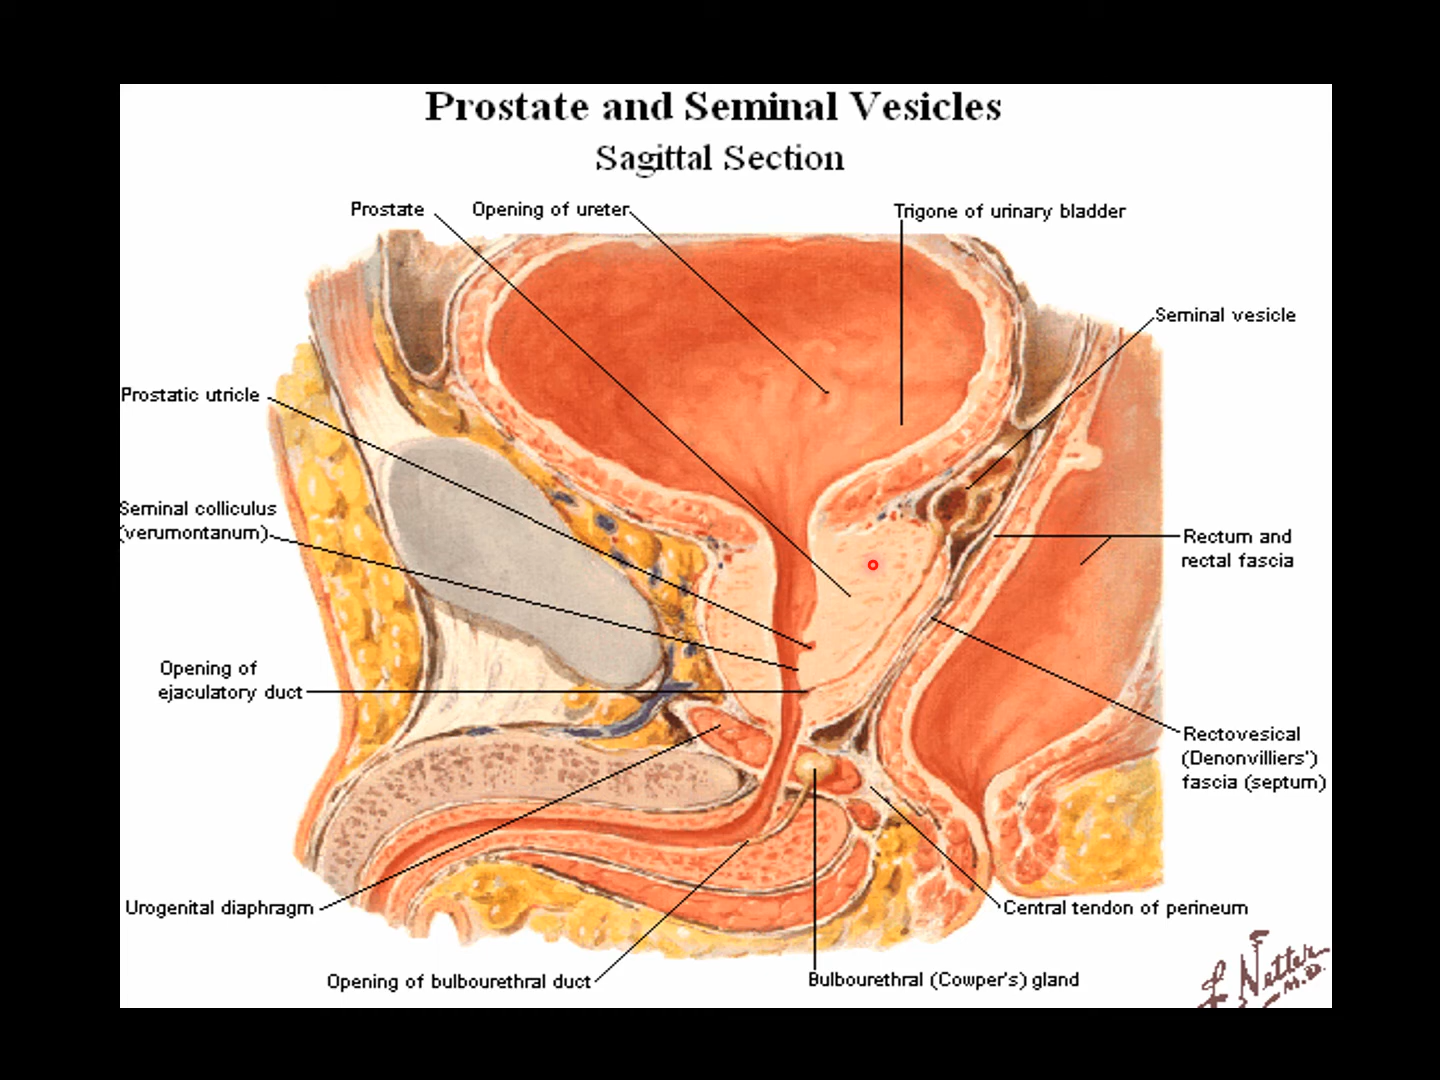 Prostate and Seminal Vesicles
Sagittal Section
Prostate
Opening of ureter
Trigone of urinary bladder
Seminal vesicle
Prostatic utricle
Seminal colliculus
(verumontanum)
Rectum and
rectal fascia
Opening of
ejaculatory duct
Rectovesical
(Denonvilliers')
fascia (septum)
Urogenital diaphragm
Central tendon of perineum
Opening of bulbourethral duct
Bulbourethral (Cowper's) gland
F. Netter
M.D.